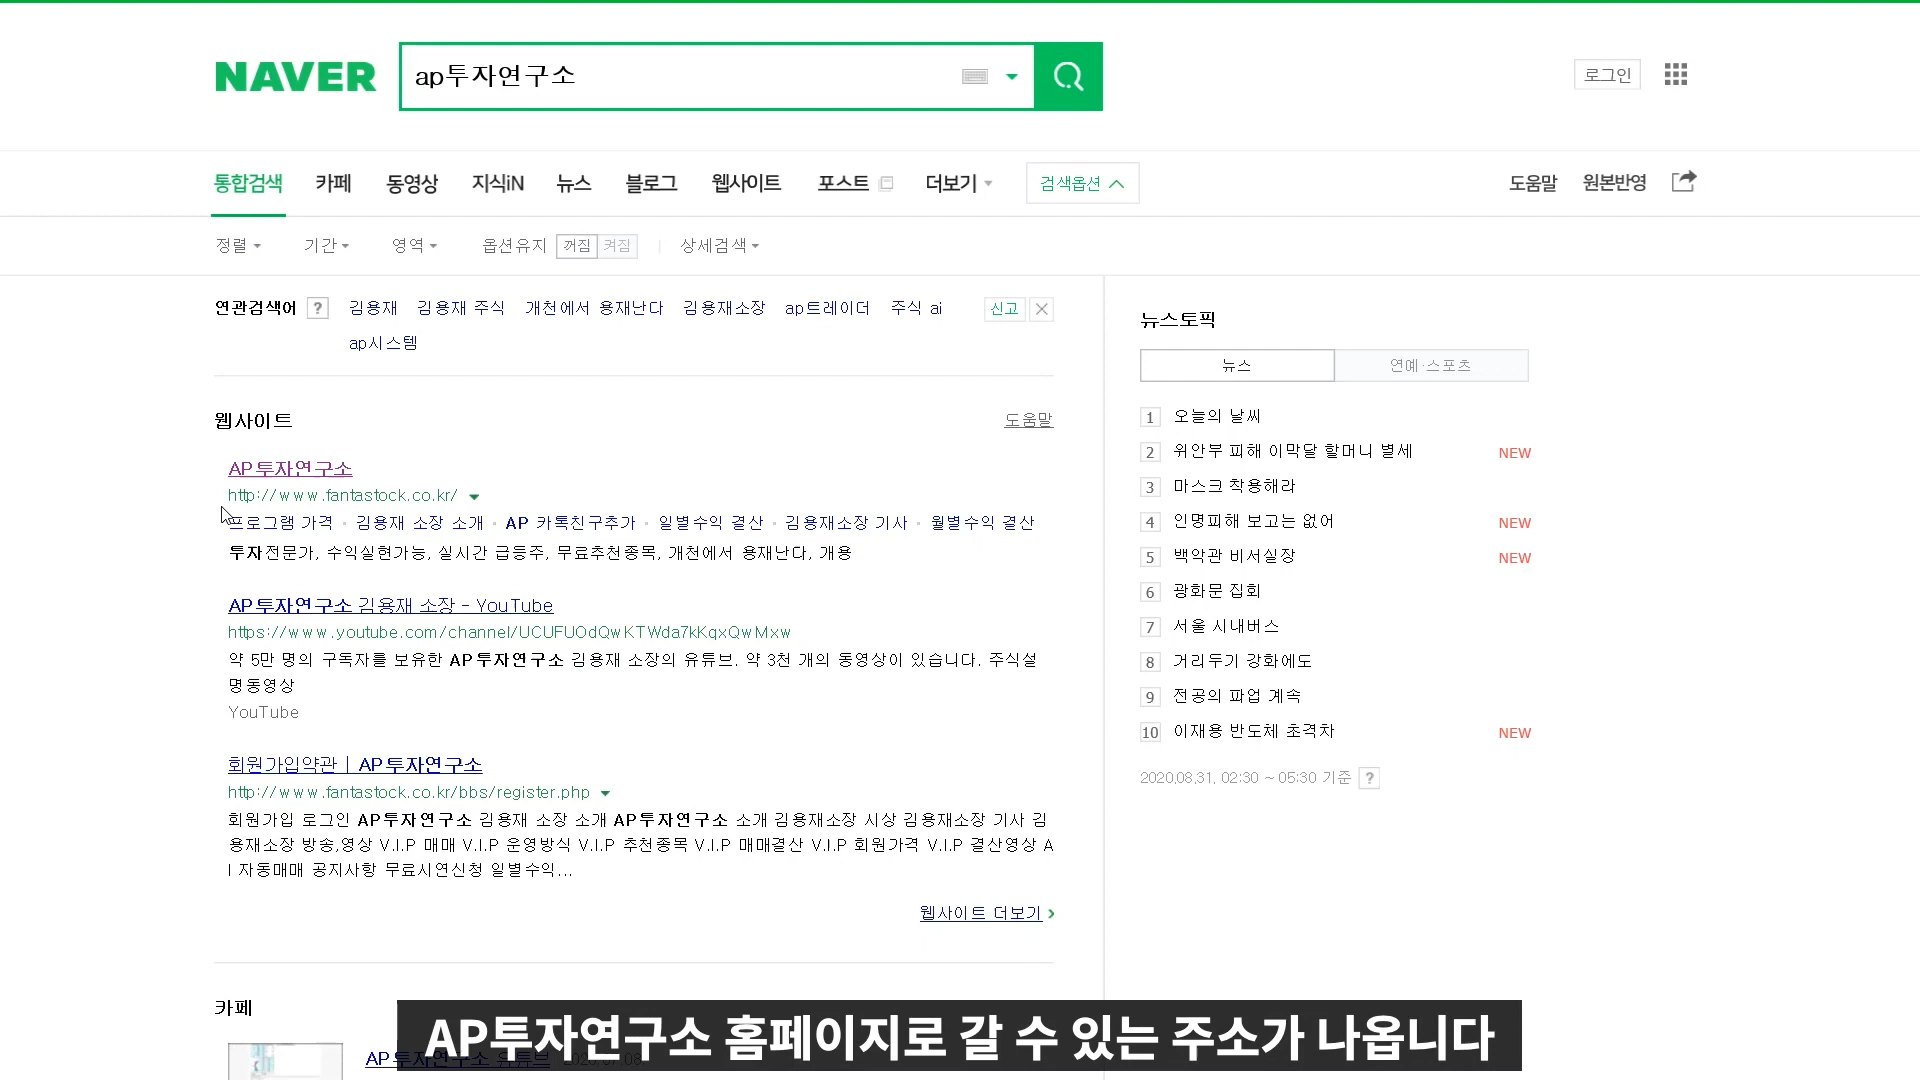 NAVER
ap투자연구소
로그인
통합검색 카페 동영상 지식iN 뉴스 블로그 웹사이트 포스트 더보기 검색옵션 도움말 원본반영
정렬 기간 영역 옵션유지 꺼짐 켜짐 상세검색
연관검색어 ? 김용재 김용재 주식 개천에서 용재난다 김용재소장 ap트레이더 주식 ai 신고
ap시스템
웹사이트 도움말
AP투자연구소
http://www.fantastock.co.kr/
프로그램 가격 · 김용재 소장 소개 · AP 카톡친구추가 · 일별수익 결산 · 김용재소장 기사 · 월별수익 결산
투자전문가, 수익실현가능, 실시간 급등주, 무료추천종목, 개천에서 용재난다, 개용
AP투자연구소 김용재 소장 - YouTube
https://www.youtube.com/channel/UCUFUOdQwKTWda7kKqxQwMxw
약 5만 명의 구독자를 보유한 AP투자연구소 김용재 소장의 유튜브. 약 3천 개의 동영상이 있습니다. 주식설
명동영상
YouTube
회원가입약관 | AP투자연구소
http://www.fantastock.co.kr/bbs/register.php
회원가입 로그인 AP투자연구소 김용재 소장 소개 AP투자연구소 소개 김용재소장 시상 김용재소장 기사 김
용재소장 방송,영상 V.I.P 매매 V.I.P 운영방식 V.I.P 추천종목 V.I.P 매매결산 V.I.P 회원가격 V.I.P 결산영상 A
I 자동매매 공지사항 무료시연신청 일별수익...
웹사이트 더보기
카페
뉴스토픽
뉴스 연예·스포츠
1 오늘의 날씨
2 위안부 피해 이막달 할머니 별세 NEW
3 마스크 착용해라
4 인명피해 보고는 없어 NEW
5 백악관 비서실장 NEW
6 광화문 집회
7 서울 시내버스
8 거리두기 강화에도
9 전공의 파업 계속
10 이재용 반도체 초격차 NEW
2020.08.31. 02:30 ~ 05:30 기준 ?
AP투자연구소 홈페이지로 갈 수 있는 주소가 나옵니다